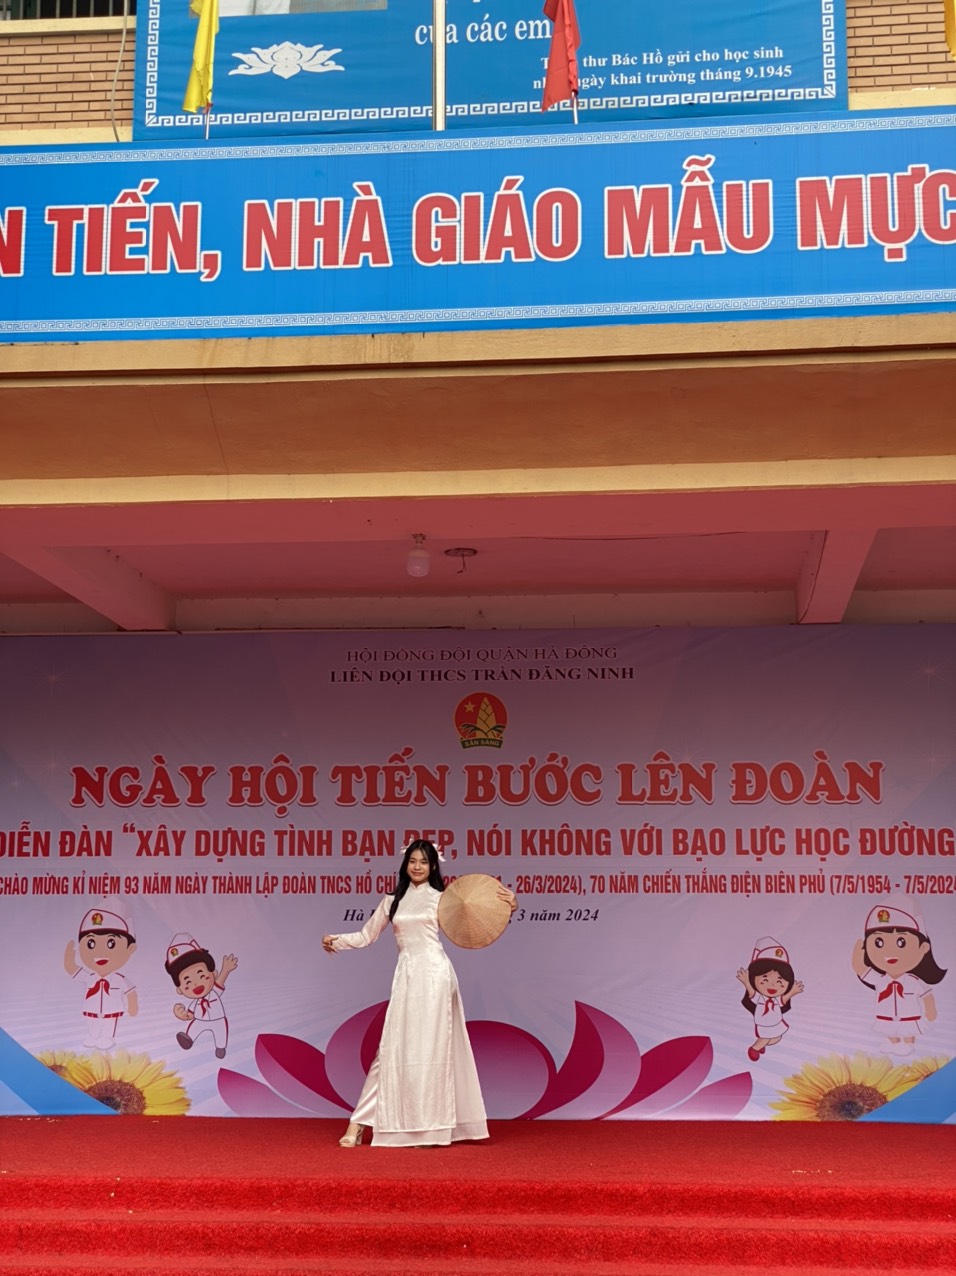 của các em
thư Bác Hồ gửi cho học sinh
ngày khai trường tháng 9.1945
TIẾN, NHÀ GIÁO MẪU MỰC
HỘI ĐỒNG ĐỘI QUẬN HÀ ĐÔNG
LIÊN ĐỘI THCS TRẦN ĐĂNG NINH
SẴN SÀNG
NGÀY HỘI TIẾN BƯỚC LÊN ĐOÀN
DIỄN ĐÀN "XÂY DỰNG TÌNH BẠN ĐẸP, NÓI KHÔNG VỚI BẠO LỰC HỌC ĐƯỜNG
CHÀO MỪNG KỈ NIỆM 93 NĂM NGÀY THÀNH LẬP ĐOÀN TNCS HỒ - 26/3/2024), 70 NĂM CHIẾN THẮNG ĐIỆN BIÊN PHỦ (7/5/1954 - 7/5/2024
Hà 3 năm 2024